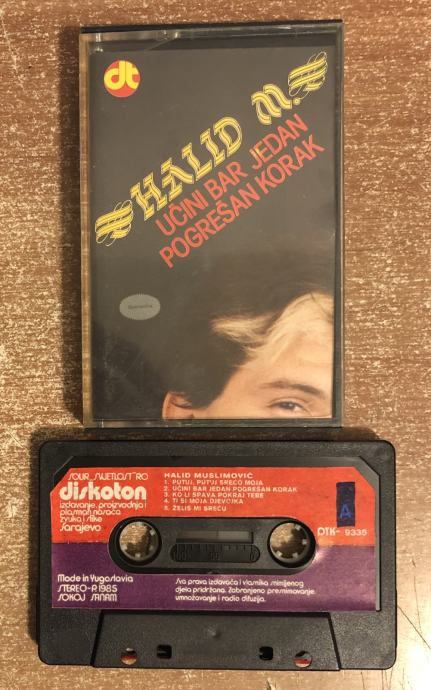 dt
HALID M.
UČINI BAR JEDAN
POGREŠAN KORAK
SOUR "SVJETLOST" RO
diskoton
izdavanje, proizvodnja i
plasman nosača
zvuka i slike
sarajevo
HALID MUSLIMOVIĆ
1. PUTUJ, PUTUJ SREĆO MOJA
2. UČINI BAR JEDAN POGREŠAN KORAK
3. KO LI SPAVA POKRAJ TEBE
4. TI SI MOJA DJEVOJKA
5. ŽELIŠ MI SREĆU
A
DTK- 9335
Made in Yugoslavia
STEREO-® 1985
SOKOJ SANAM
Sva prava izdavača i vlasnika snimljenog
djela pridržana. Zabranjeno presnimavanje,
umnožavanje i radio difuzija.